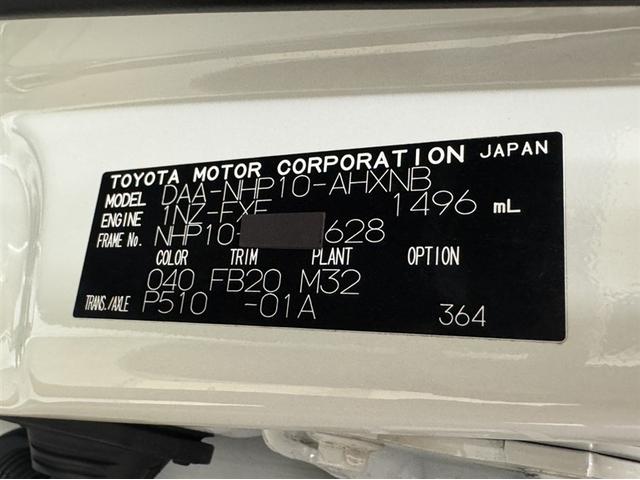 TOYOTA MOTOR CORPORATION JAPAN
MODEL DAA-NHP10-AHXNB
ENGINE 1NZ-FXE 1496 mL
FRAME No. NHP10- 628
COLOR TRIM PLANT OPTION
040 FB20 M32
TRANS./AXLE P510 -01A 364